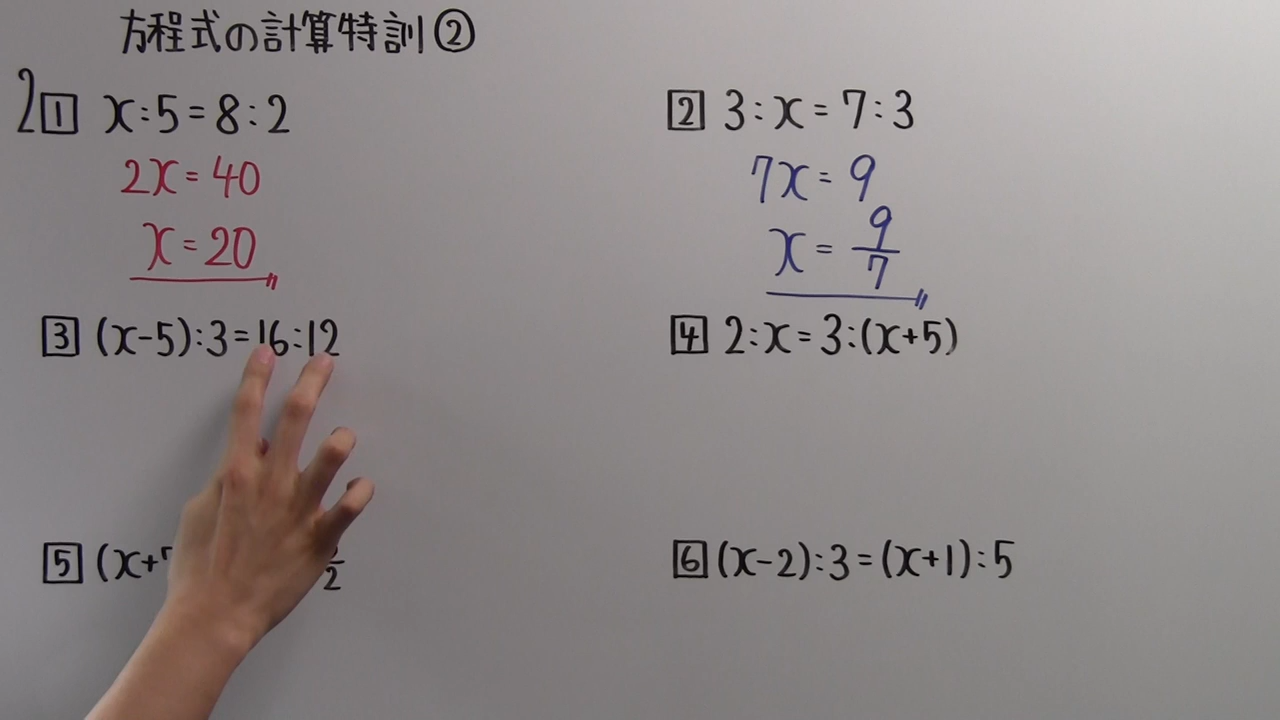 方程式の計算特訓②
2
1 x:5=8:2
2x=40
x=20
2 3:x=7:3
7x=9
x=9/7
3 (x-5):3=16:12
4 2:x=3:(x+5)
5 (x+
2
6 (x-2):3=(x+1):5